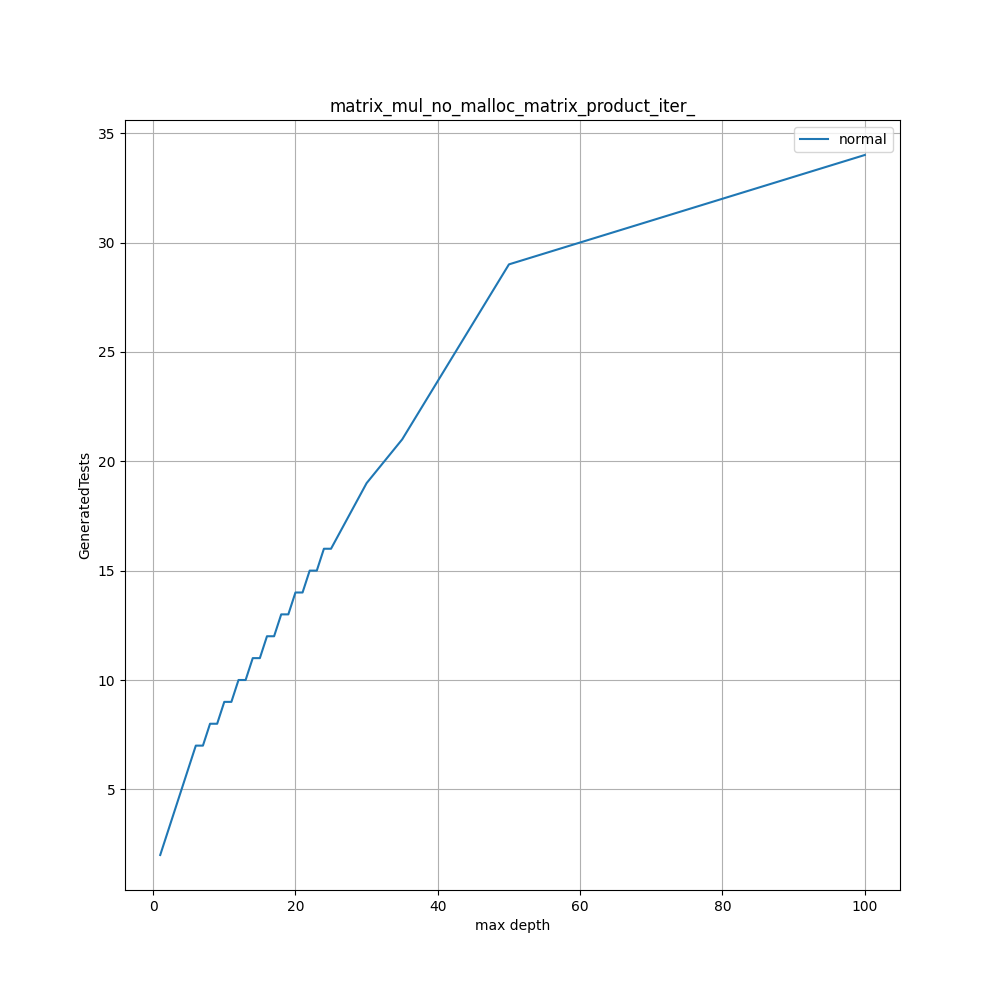 matrix_mul_no_malloc_matrix_product_iter_
normal
GeneratedTests
35
30
25
20
15
10
5
0 20 40 60 80 100
max depth